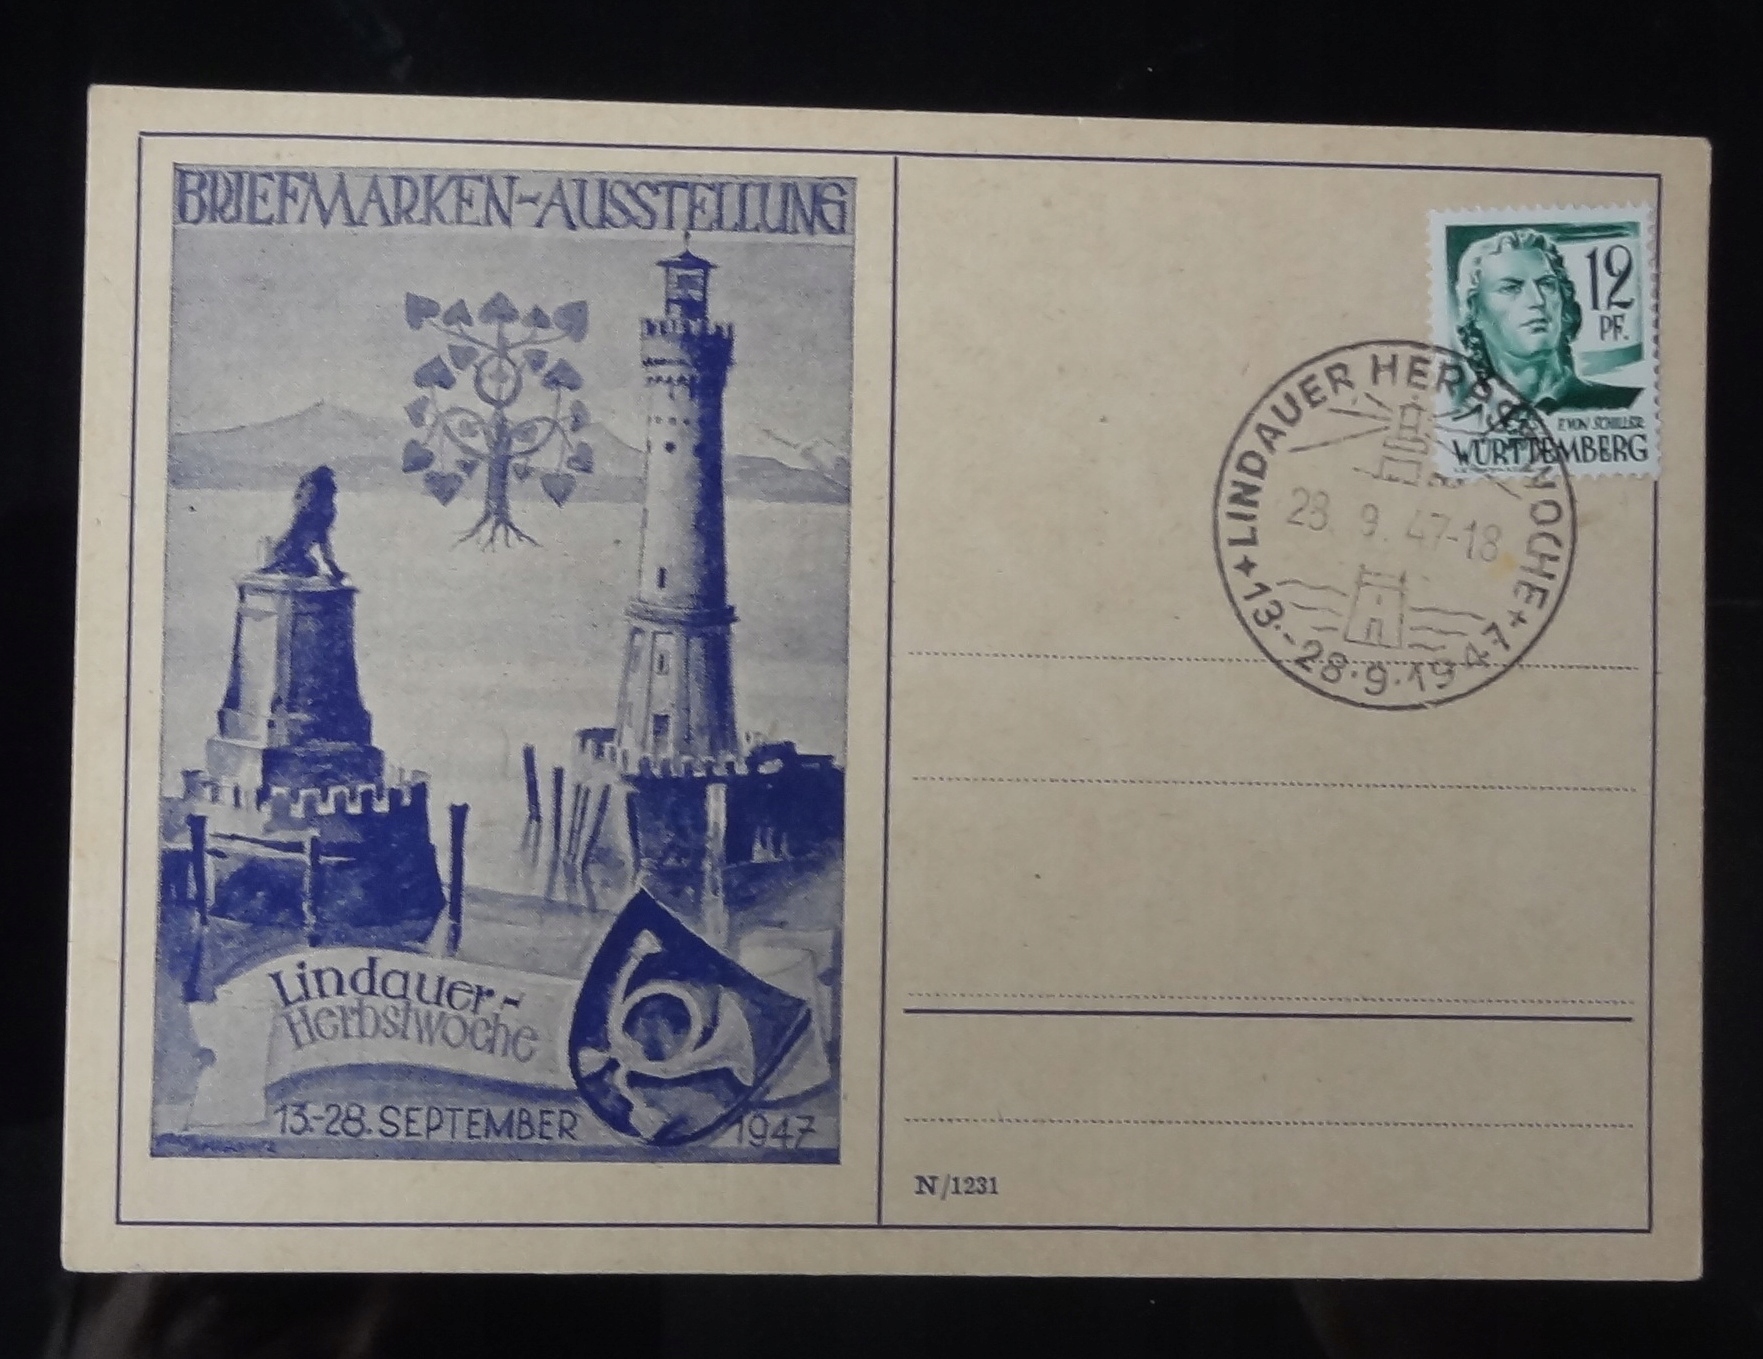 BRIEFMARKEN-AUSSTELLUNG
Lindauer-
Herbstwoche
13.-28. SEPTEMBER 1947
12
PF.
F. VON SCHILLER
WÜRTTEMBERG
+ LINDAUER HERBSTWOCHE +
28. 9. 47-18
13.-28.9.1947
N/1231